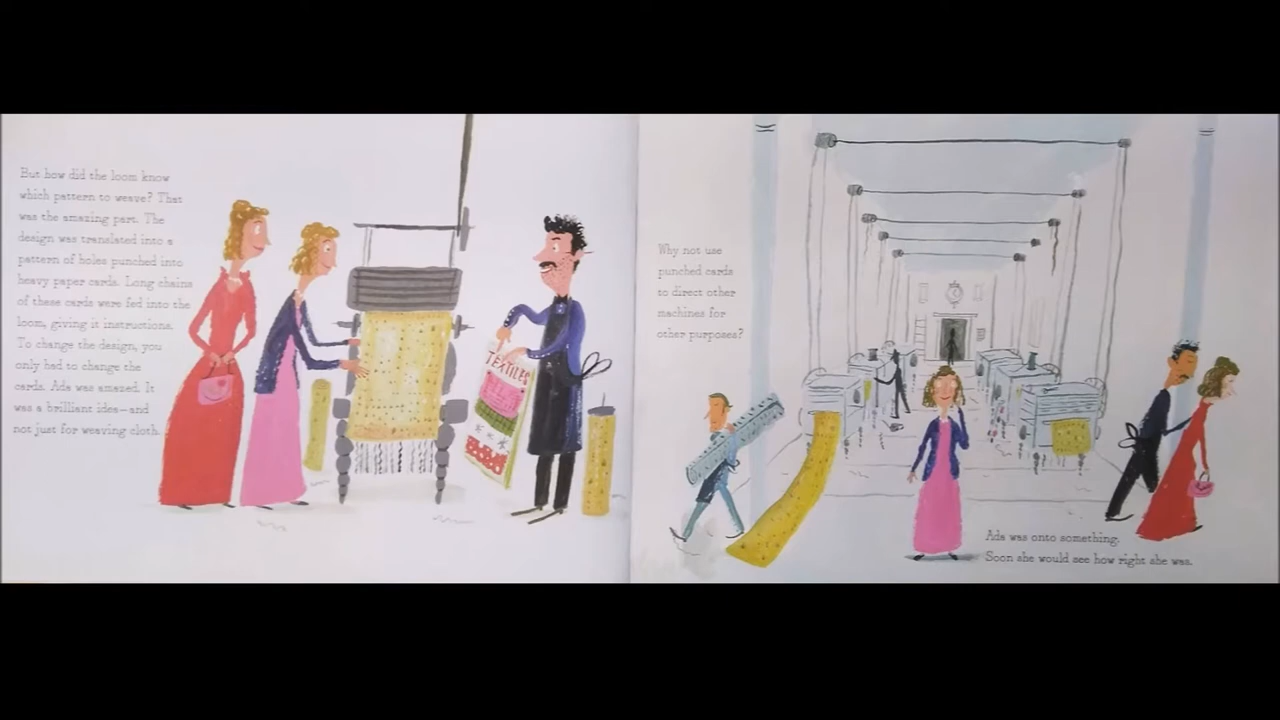 But how did the loom know
which pattern to weave? That
was the amazing part. The
design was translated into a
pattern of holes punched into
heavy paper cards. Long chains
of these cards were fed into the
loom, giving it instructions.
To change the design, you
only had to change the
cards. Ada was amazed. It
was a brilliant idea—and
not just for weaving cloth.
TEXTILES
Why not use
punched cards
to direct other
machines for
other purposes?
Ada was onto something.
Soon she would see how right she was.